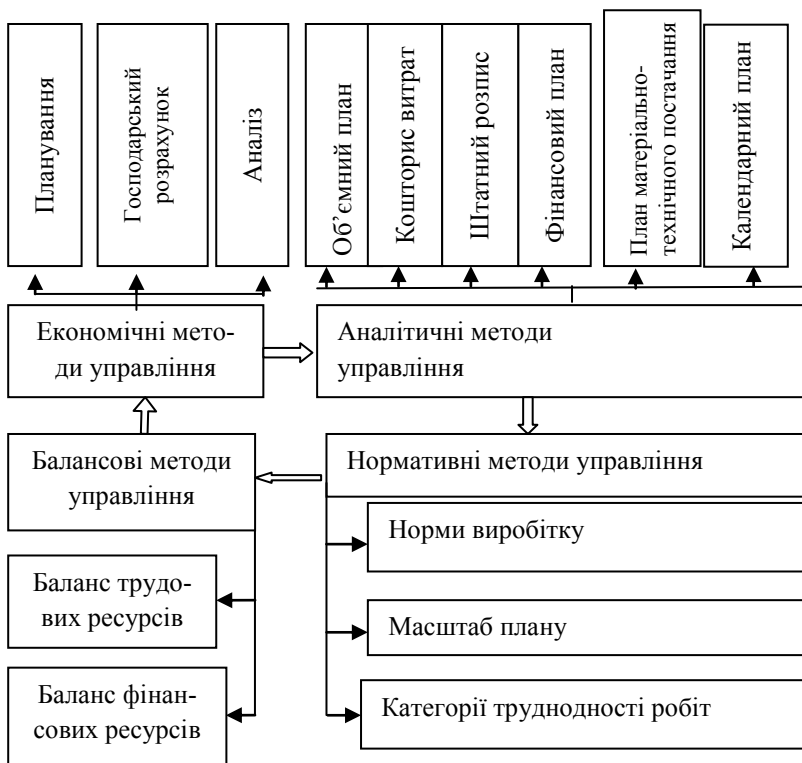 Планування
Господарський
розрахунок
Аналіз
Об’ємний план
Кошторис витрат
Штатний розпис
Фінансовий план
План матеріально-
технічного постачання
Календарний план
Економічні мето-
ди управління
Аналітичні методи
управління
Балансові методи
управління
Нормативні методи управління
Норми виробітку
Баланс трудо-
вих ресурсів
Масштаб плану
Баланс фінан-
сових ресурсів
Категорії труднодності робіт